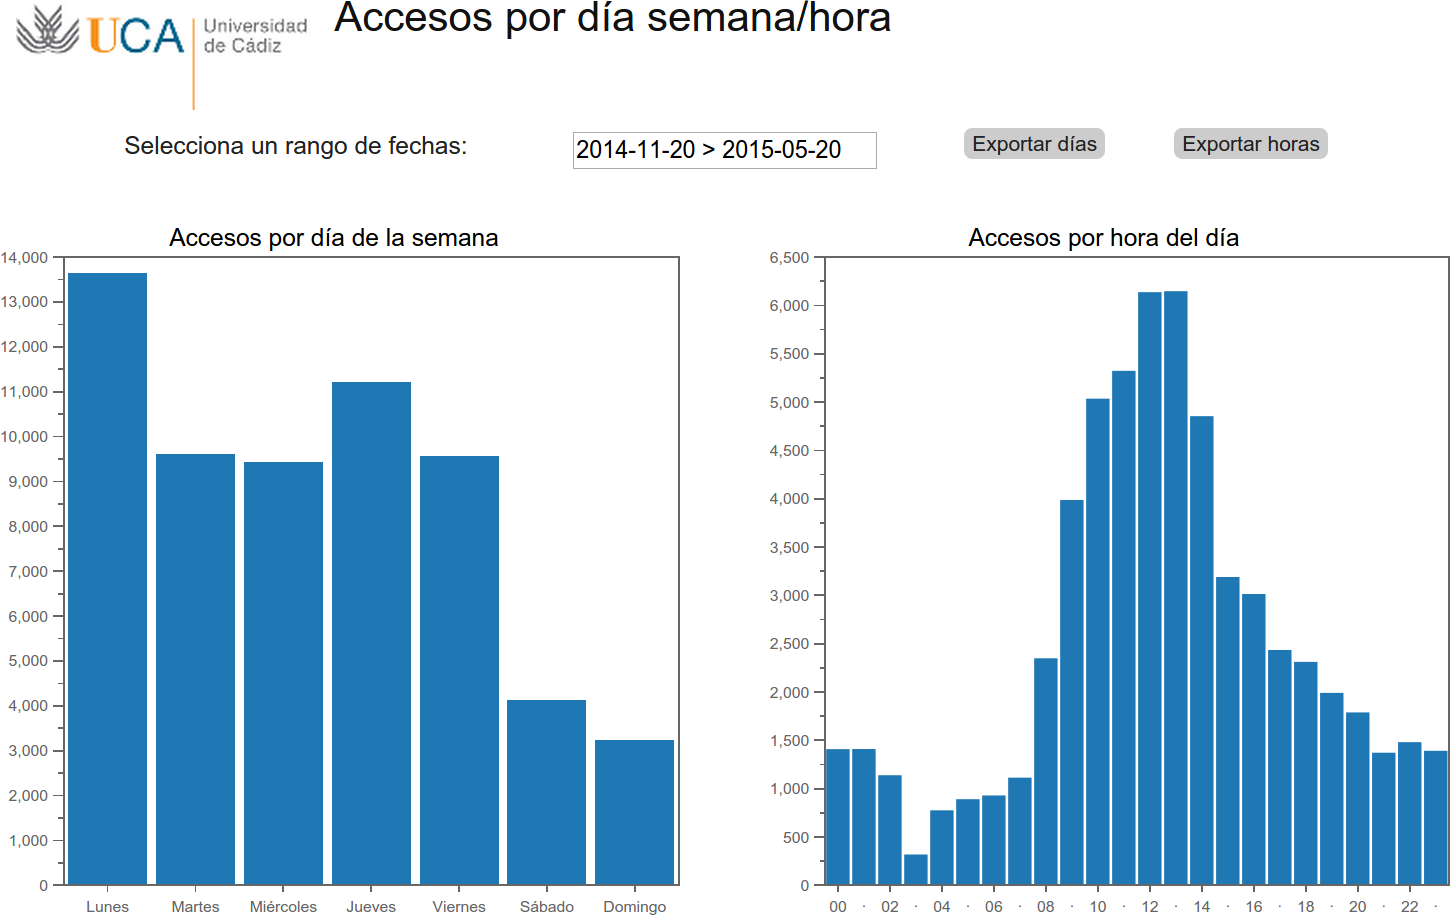 UCA Universidad
de Cádiz
Accesos por día semana/hora
Selecciona un rango de fechas:
2014-11-20 > 2015-05-20
Exportar días
Exportar horas
Accesos por día de la semana
14,000
13,000
12,000
11,000
10,000
9,000
8,000
7,000
6,000
5,000
4,000
3,000
2,000
1,000
0
Lunes Martes Miércoles Jueves Viernes Sábado Domingo
Accesos por hora del día
6,500
6,000
5,500
5,000
4,500
4,000
3,500
3,000
2,500
2,000
1,500
1,000
500
0
00 · 02 · 04 · 06 · 08 · 10 · 12 · 14 · 16 · 18 · 20 · 22 ·